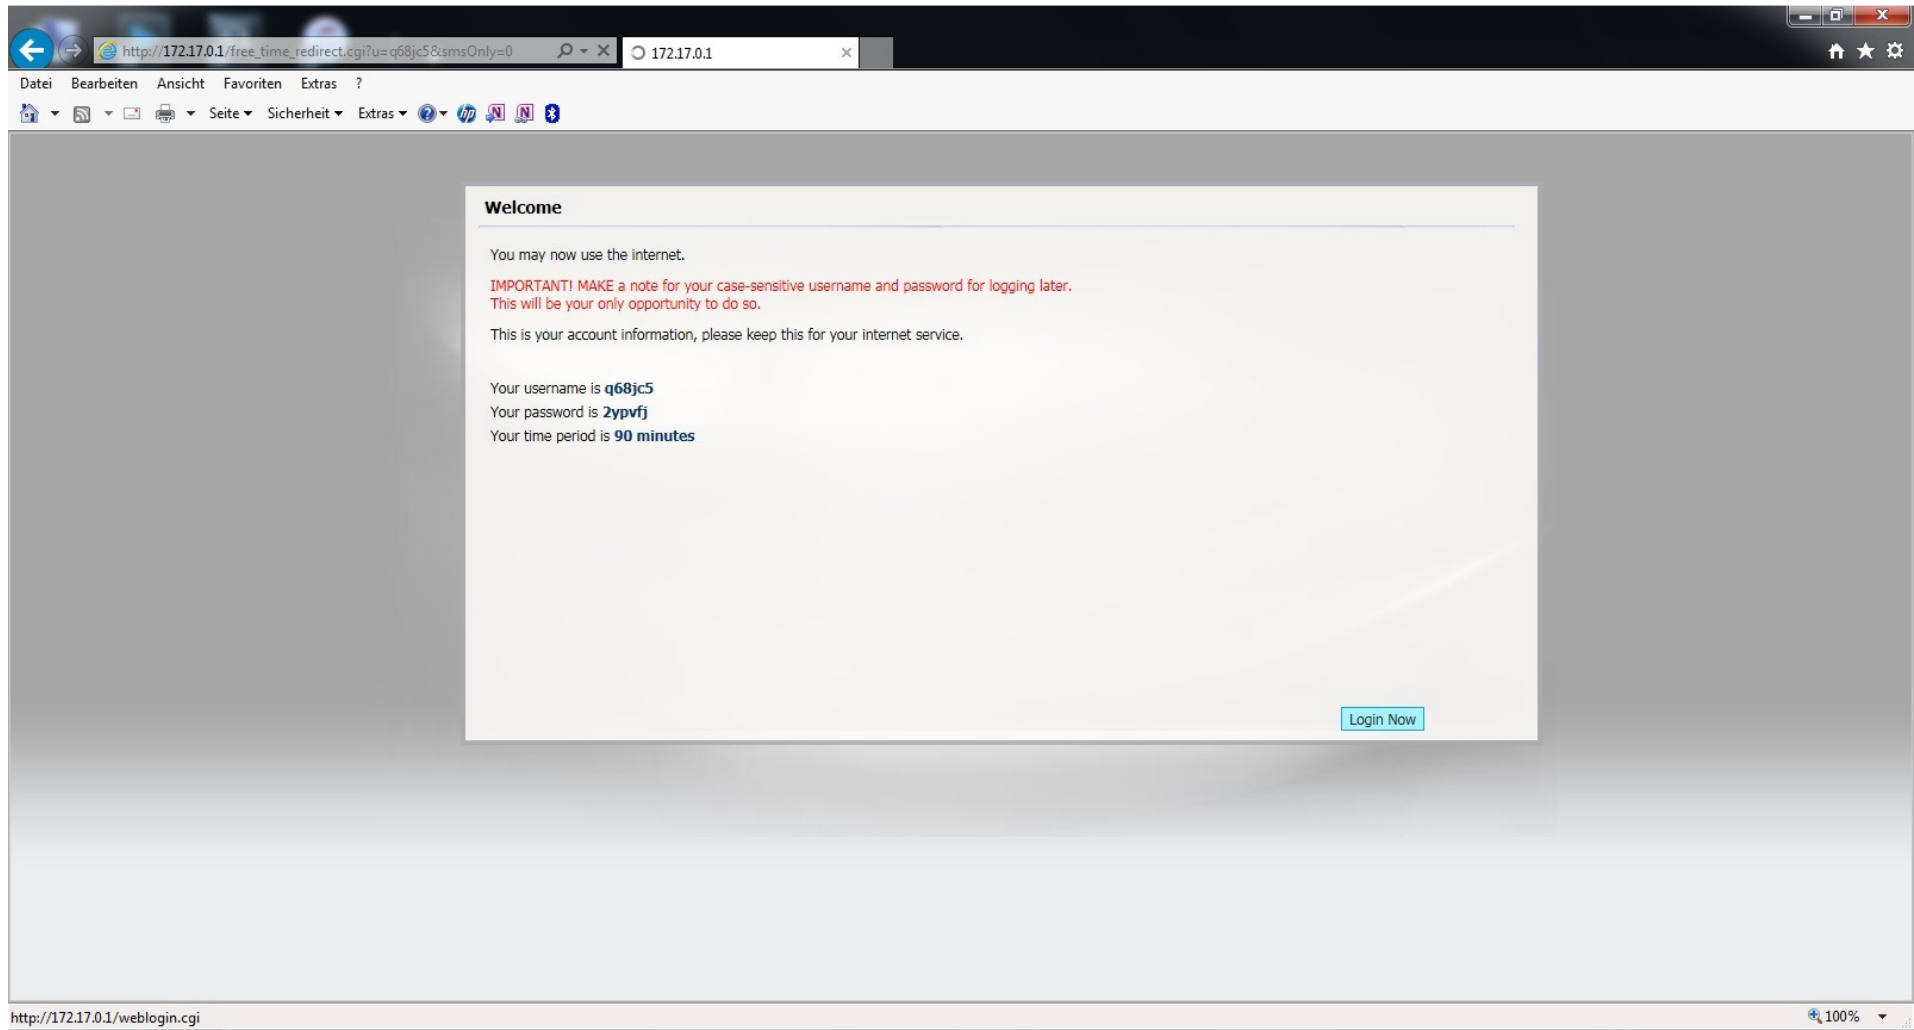 http://172.17.0.1/free_time_redirect.cgi?u=q68jc5&smsOnly=0
172.17.0.1
Datei Bearbeiten Ansicht Favoriten Extras ?
Seite Sicherheit Extras
Welcome
You may now use the internet.
IMPORTANT! MAKE a note for your case-sensitive username and password for logging later.
This will be your only opportunity to do so.
This is your account information, please keep this for your internet service.
Your username is q68jc5
Your password is 2ypvfj
Your time period is 90 minutes
Login Now
http://172.17.0.1/weblogin.cgi
100%